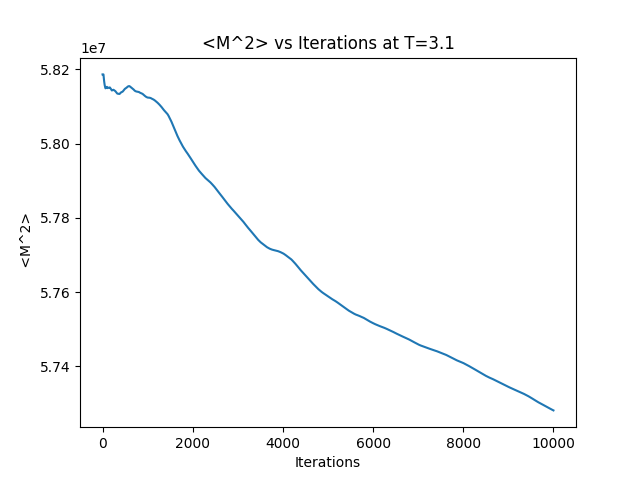 <M^2> vs Iterations at T=3.1
1e7
5.82
5.80
5.78
5.76
5.74
<M^2>
0 2000 4000 6000 8000 10000
Iterations